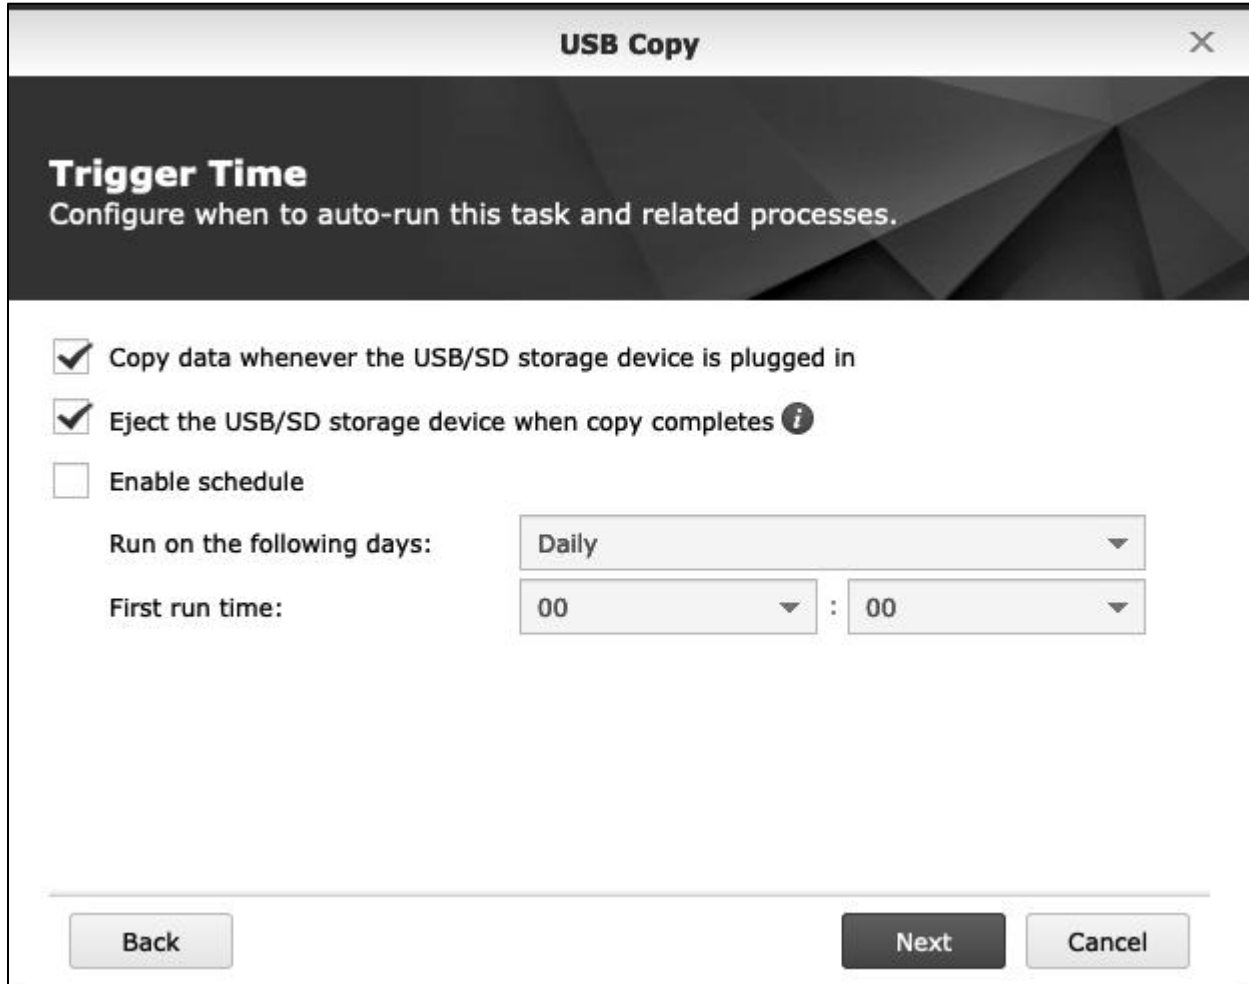 USB Copy
Trigger Time
Configure when to auto-run this task and related processes.
Copy data whenever the USB/SD storage device is plugged in
Eject the USB/SD storage device when copy completes i
Enable schedule
Run on the following days: Daily
First run time: 00 : 00
Back Next Cancel